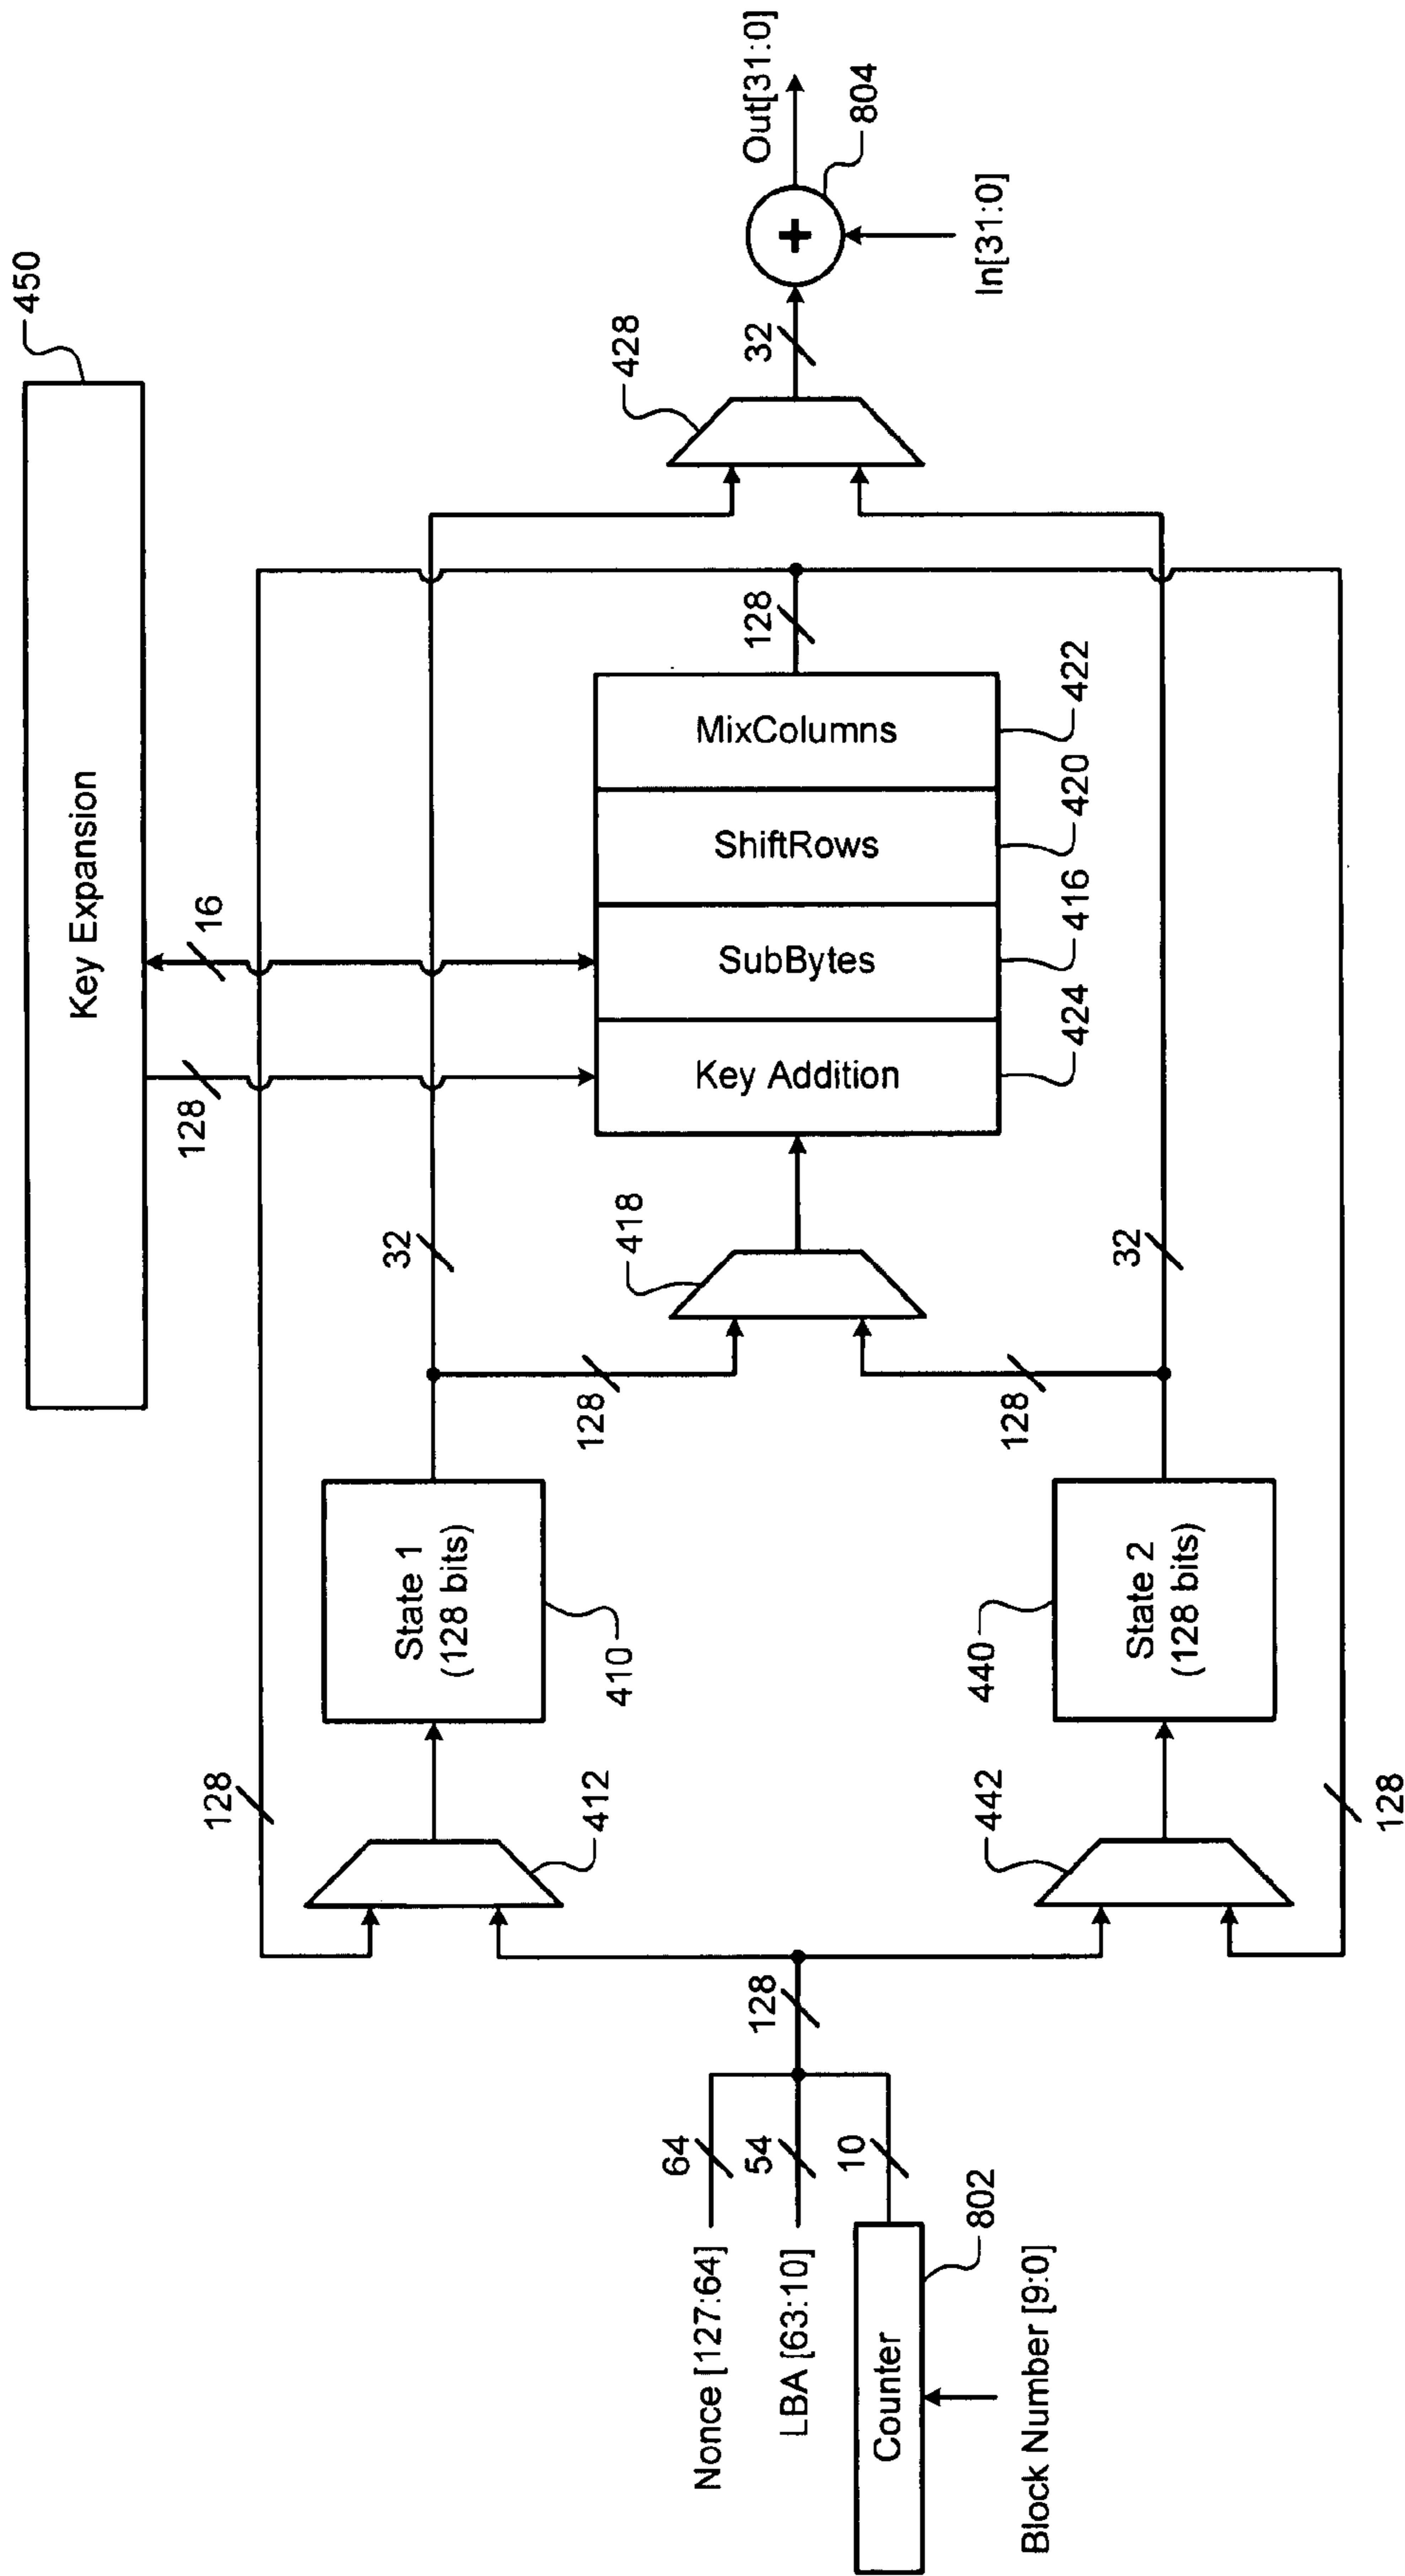 450
Key Expansion
128
16
128
32
128
State 1
(128 bits)
410
412
128
418
Key Addition
SubBytes
ShiftRows
MixColumns
424
416
420
422
128
428
32
Out[31:0]
804
In[31:0]
Nonce [127:64]
64
LBA [63:10]
54
10
128
Counter
802
Block Number [9:0]
442
State 2
(128 bits)
440
128
32
128